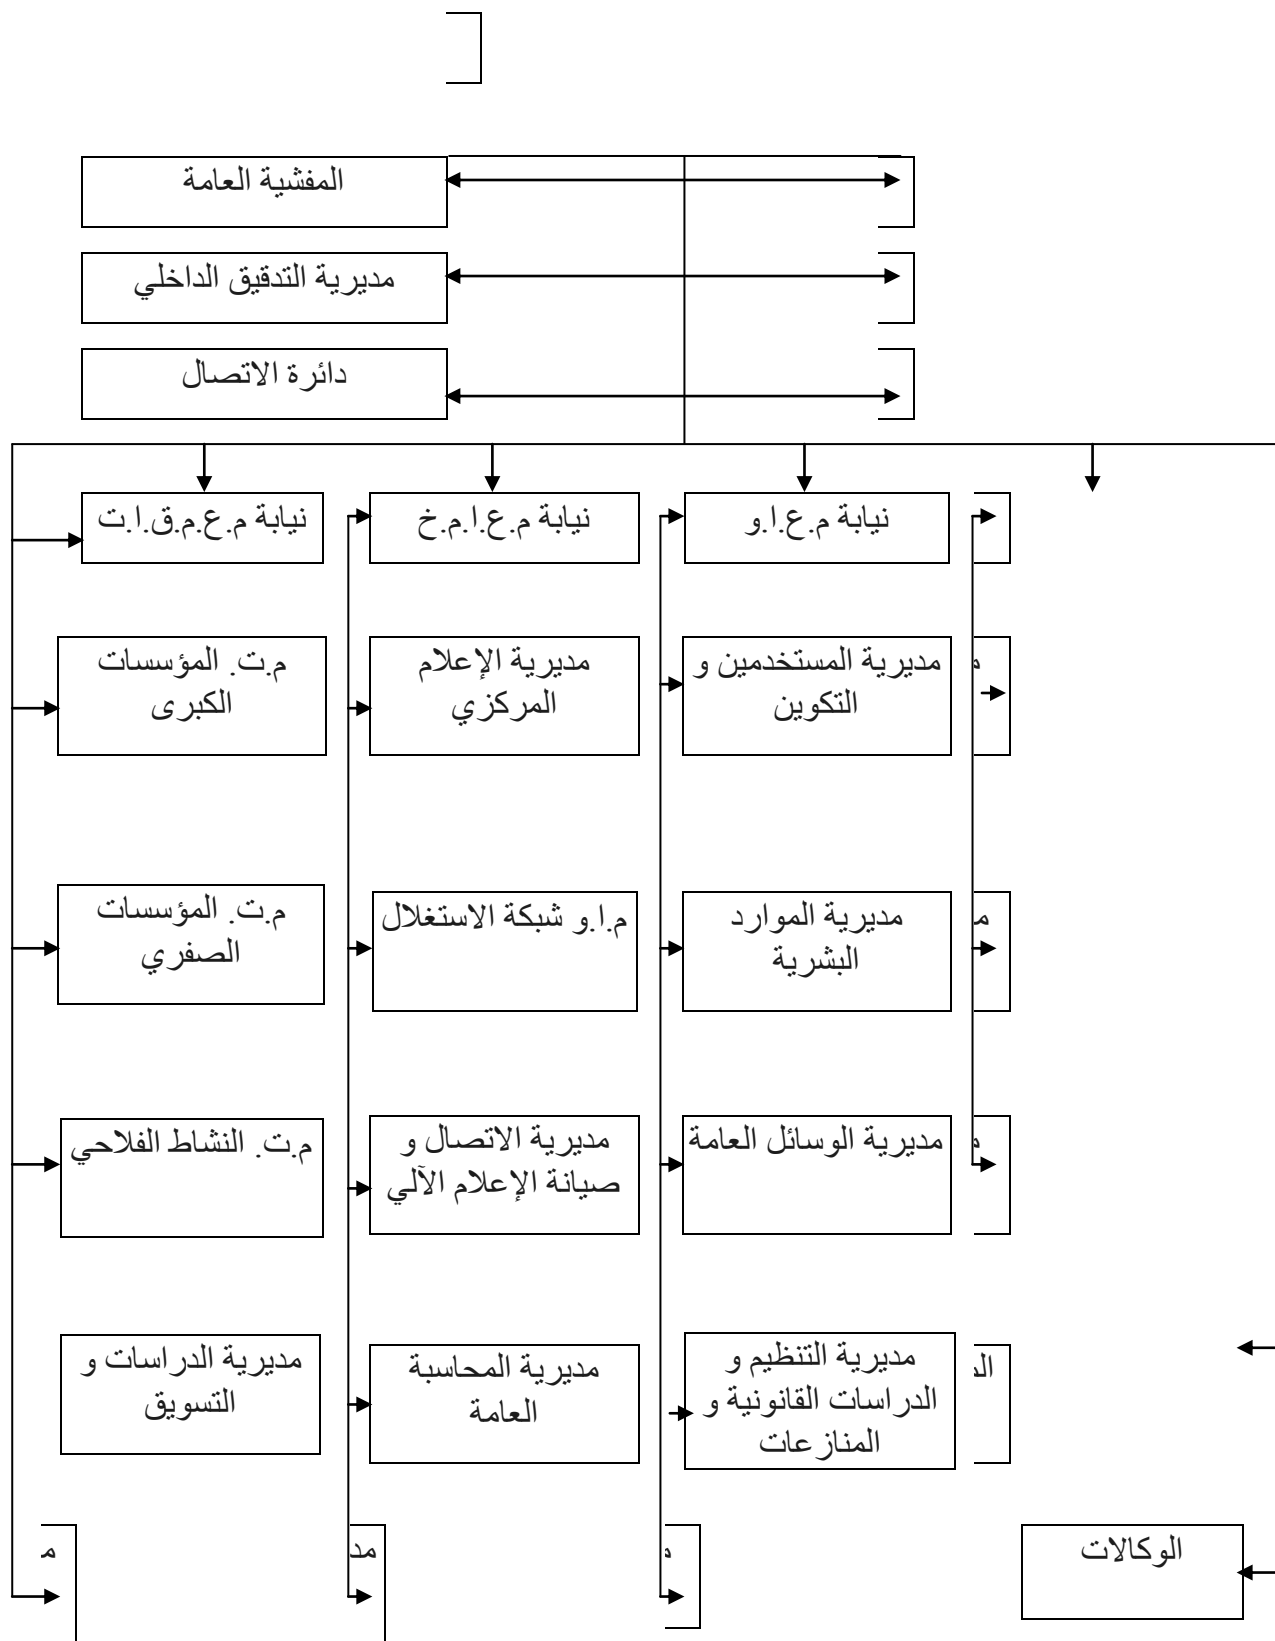 المفشية العامة
مديرية التدقيق الداخلي
دائرة الاتصال
نيابة م.ع.ا.و
نيابة م.ع.ا.م.خ
نيابة م.ع.م.ق.ا.ت
مديرية المستخدمين و
التكوين
مديرية الإعلام
المركزي
م.ت. المؤسسات
الكبرى
مديرية الموارد
البشرية
م.ا.و شبكة الاستغلال
م.ت. المؤسسات
الصفري
مديرية الوسائل العامة
مديرية الاتصال و
صيانة الإعلام الآلي
م.ت. النشاط الفلاحي
مديرية التنظيم و
الدراسات القانونية و
المنازعات
مديرية المحاسبة
العامة
مديرية الدراسات و
التسويق
الوكالات